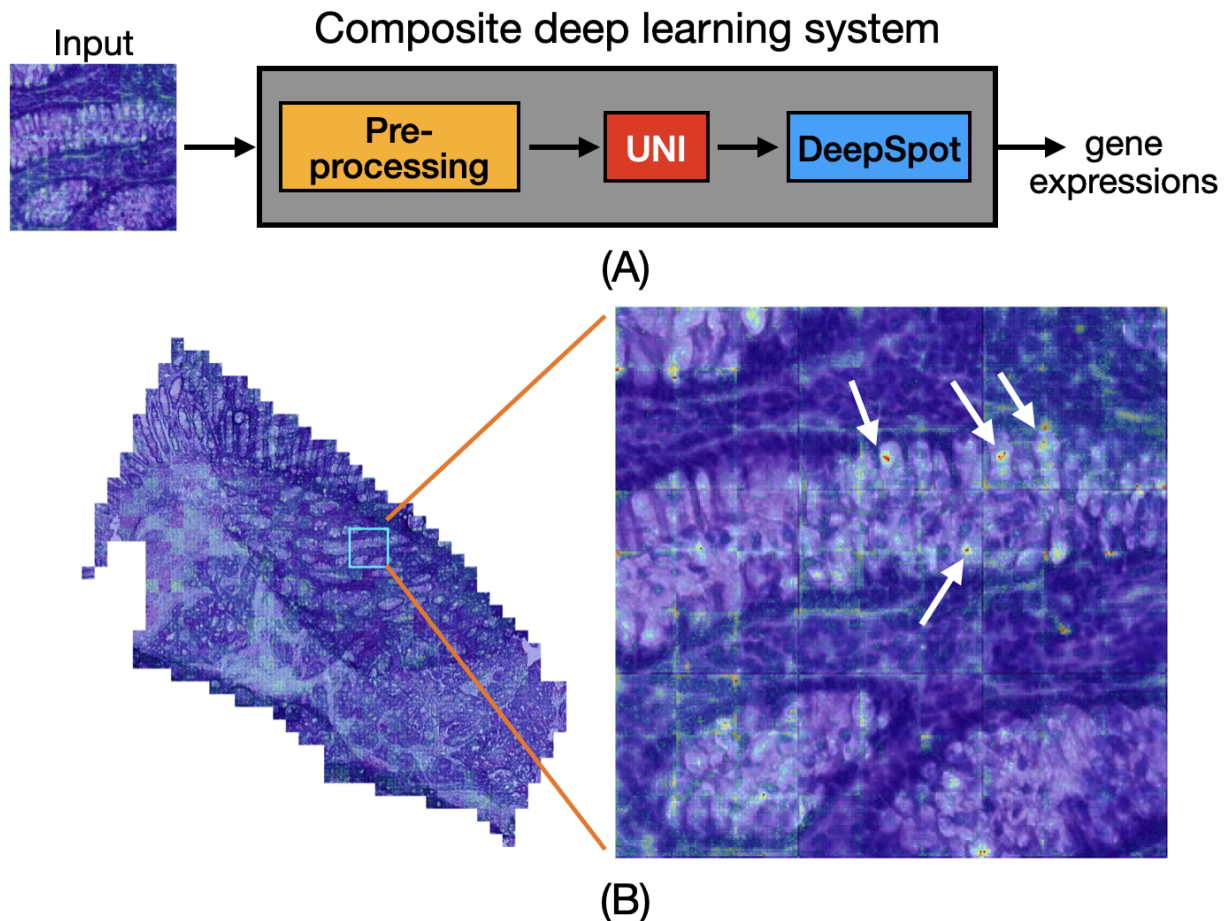 Composite deep learning system
Input
Pre-
processing
UNI
DeepSpot
gene
expressions
(A)
(B)